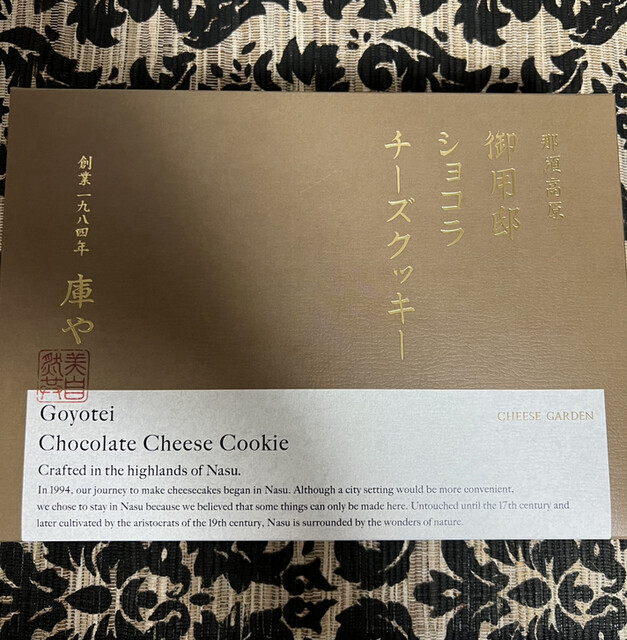 那須高原
御用邸
ショコラ
チーズクッキー
創業一九八四年
庫や
Goyotei
Chocolate Cheese Cookie
Crafted in the highlands of Nasu.
In 1994, our journey to make cheesecakes began in Nasu. Although a city setting would be more convenient,
we chose to stay in Nasu because we believed that some things can only be made here. Untouched until the 17th century and
later cultivated by the aristocrats of the 19th century, Nasu is surrounded by the wonders of nature.
CHEESE GARDEN